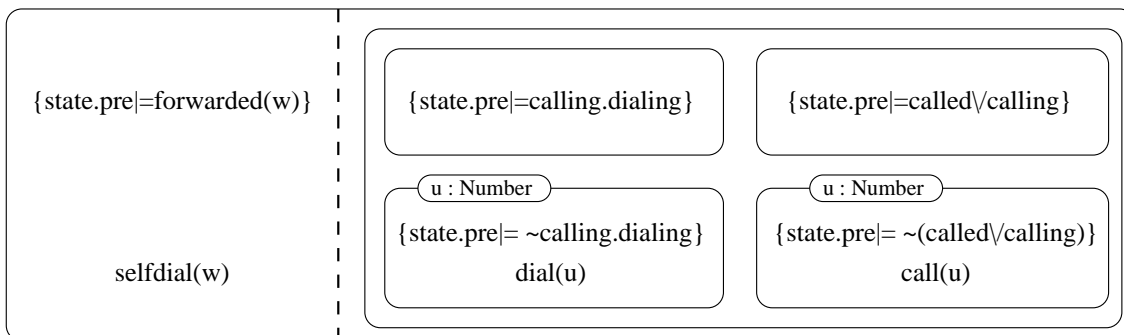 {state.pre|=forwarded(w)}
selfdial(w)
{state.pre|=calling.dialing}
{state.pre|=called\/calling}
u : Number
{state.pre|= ~calling.dialing}
dial(u)
u : Number
{state.pre|= ~(called\/calling)}
call(u)